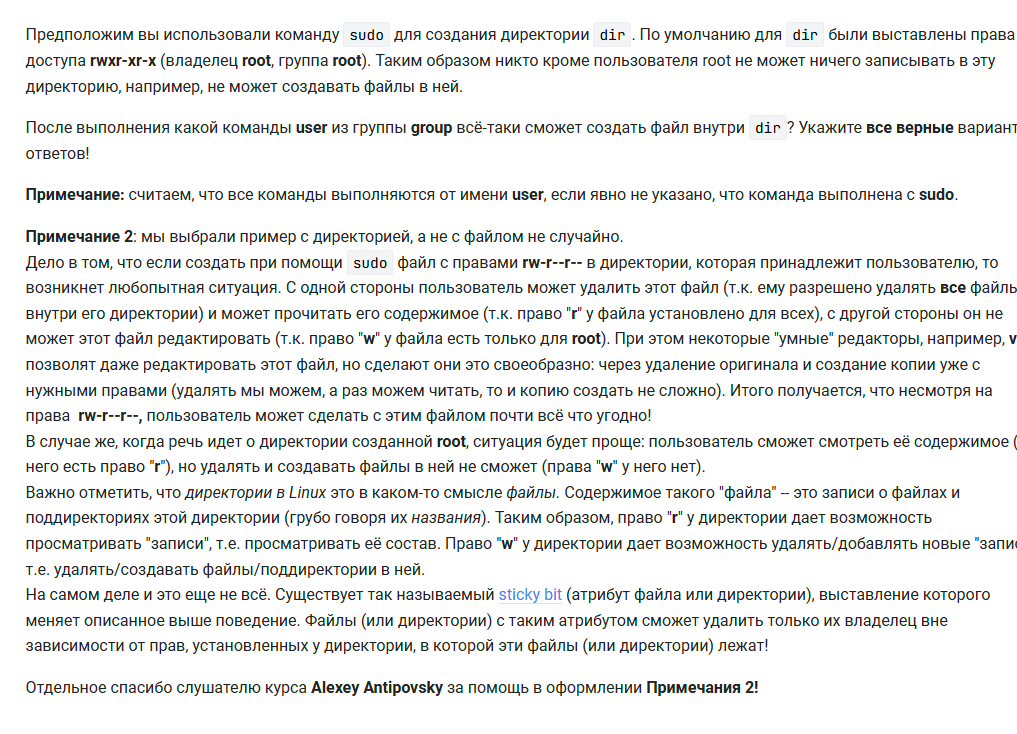 Предположим вы использовали команду sudo для создания директории dir . По умолчанию для dir были выставлены права
доступа rwxr-xr-x (владелец root, группа root). Таким образом никто кроме пользователя root не может ничего записывать в эту
директорию, например, не может создавать файлы в ней.
После выполнения какой команды user из группы group всё-таки сможет создать файл внутри dir ? Укажите все верные вариант
ответов!
Примечание: считаем, что все команды выполняются от имени user, если явно не указано, что команда выполнена с sudo.
Примечание 2: мы выбрали пример с директорией, а не с файлом не случайно.
Дело в том, что если создать при помощи sudo файл с правами rw-r--r-- в директории, которая принадлежит пользователю, то
возникнет любопытная ситуация. С одной стороны пользователь может удалить этот файл (т.к. ему разрешено удалять все файль
внутри его директории) и может прочитать его содержимое (т.к. право "r" у файла установлено для всех), с другой стороны он не
может этот файл редактировать (т.к. право "w" у файла есть только для root). При этом некоторые "умные" редакторы, например, v
позволят даже редактировать этот файл, но сделают они это своеобразно: через удаление оригинала и создание копии уже с
нужными правами (удалять мы можем, а раз можем читать, то и копию создать не сложно). Итого получается, что несмотря на
права rw-r--r--, пользователь может сделать с этим файлом почти всё что угодно!
В случае же, когда речь идет о директории созданной root, ситуация будет проще: пользователь сможет смотреть её содержимое (
него есть право "r"), но удалять и создавать файлы в ней не сможет (права "w" у него нет).
Важно отметить, что директории в Linux это в каком-то смысле файлы. Содержимое такого "файла" -- это записи о файлах и
поддиректориях этой директории (грубо говоря их названия). Таким образом, право "r" у директории дает возможность
просматривать "записи", т.е. просматривать её состав. Право "w" у директории дает возможность удалять/добавлять новые "запис
т.е. удалять/создавать файлы/поддиректории в ней.
На самом деле и это еще не всё. Существует так называемый sticky bit (атрибут файла или директории), выставление которого
меняет описанное выше поведение. Файлы (или директории) с таким атрибутом сможет удалить только их владелец вне
зависимости от прав, установленных у директории, в которой эти файлы (или директории) лежат!
Отдельное спасибо слушателю курса Alexey Antipovsky за помощь в оформлении Примечания 2!